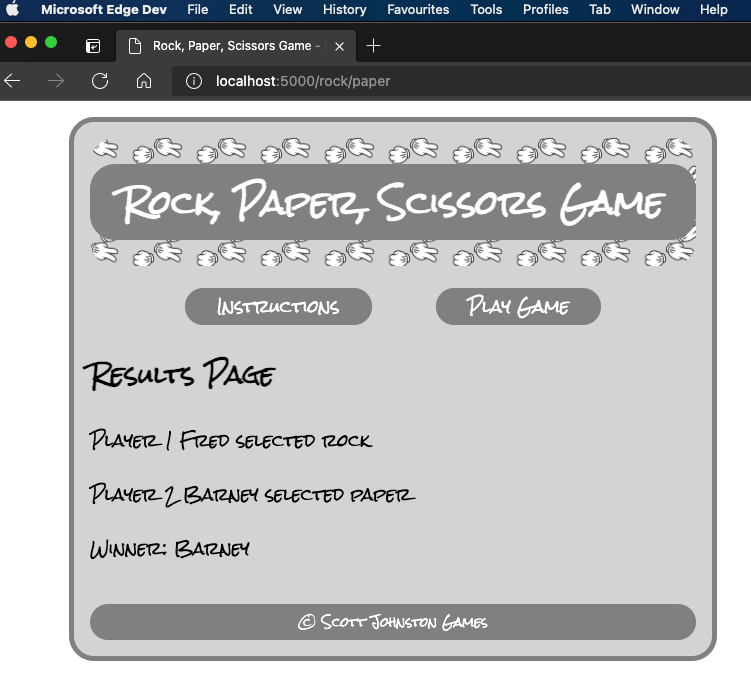 Microsoft Edge Dev File Edit View History Favourites Tools Profiles Tab Window Help
Rock, Paper, Scissors Game -
localhost:5000/rock/paper
Rock, Paper, Scissors Game
Instructions Play Game
Results Page
Player 1 Fred selected rock
Player 2 Barney selected paper
Winner: Barney
© Scott Johnston Games